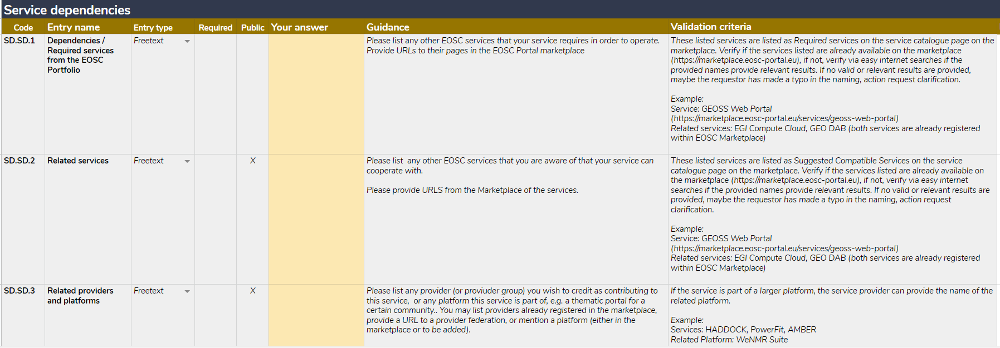 Service dependencies
Code Entry name Entry type Required Public Your answer Guidance Validation criteria
SD.SD.1
Dependencies /
Required services
from the EOSC
Portfolio
Freetext
Please list any other EOSC services that your service requires in order to operate.
Provide URLs to their pages in the EOSC Portal marketplace
These listed services are listed as Required services on the service catalogue page on the
marketplace. Verify if the services listed are already available on the marketplace
(https://marketplace.eosc-portal.eu), if not, verify via easy internet searches if the
provided names provide relevant results. If no valid or relevant results are provided,
maybe the requestor has made a typo in the naming, action request clarification.
Example:
Service: GEOSS Web Portal
(https://marketplace.eosc-portal.eu/services/geoss-web-portal)
Related services: EGI Compute Cloud, GEO DAB (both services are already registered
within EOSC Marketplace)
SD.SD.2
Related services
Freetext
X
Please list  any other EOSC services that you are aware of that your service can
cooperate with.
Please provide URLS from the Marketplace of the services.
These listed services are listed as Suggested Compatible Services on the service
catalogue page on the marketplace. Verify if the services listed are already available on
the marketplace (https://marketplace.eosc-portal.eu), if not, verify via easy internet
searches if the provided names provide relevant results. If no valid or relevant results are
provided, maybe the requestor has made a typo in the naming, action request
clarification.
Example:
Service: GEOSS Web Portal
(https://marketplace.eosc-portal.eu/services/geoss-web-portal)
Related services: EGI Compute Cloud, GEO DAB (both services are already registered
within EOSC Marketplace)
SD.SD.3
Related providers
and platforms
Freetext
X
Please list any provider (or proviuder group) you wish to credit as contributing to
this service,  or any platform this service is part of, e.g. a thematic portal for a
certain community.. You may list providers already registered in the marketplace,
provide a URL to a provider federation, or mention a platform (either in the
marketplace or to be added).
If the service is part of a larger platform, the service provider can provide the name of the
related platform.
Example:
Services: HADDOCK, PowerFit, AMBER
Related Platform: WeNMR Suite